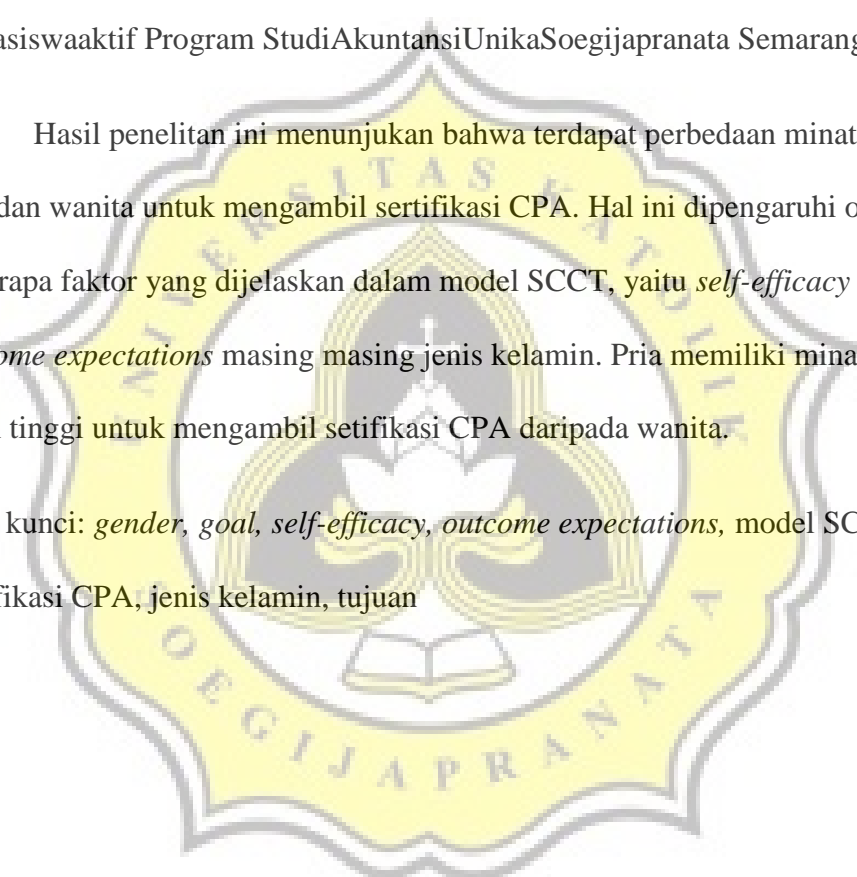 asiswaaktif Program StudiAkuntansiUnikaSoegijapranata Semarang
Hasil penelitan ini menunjukan bahwa terdapat perbedaan minat
dan wanita untuk mengambil sertifikasi CPA. Hal ini dipengaruhi o
rapa faktor yang dijelaskan dalam model SCCT, yaitu self-efficacy
ome expectations masing masing jenis kelamin. Pria memiliki mina
tinggi untuk mengambil setifikasi CPA daripada wanita.
kunci: gender, goal, self-efficacy, outcome expectations, model SC
fikasi CPA, jenis kelamin, tujuan
UNIVERSITAS KATOLIK
SOEGIJAPRANATA